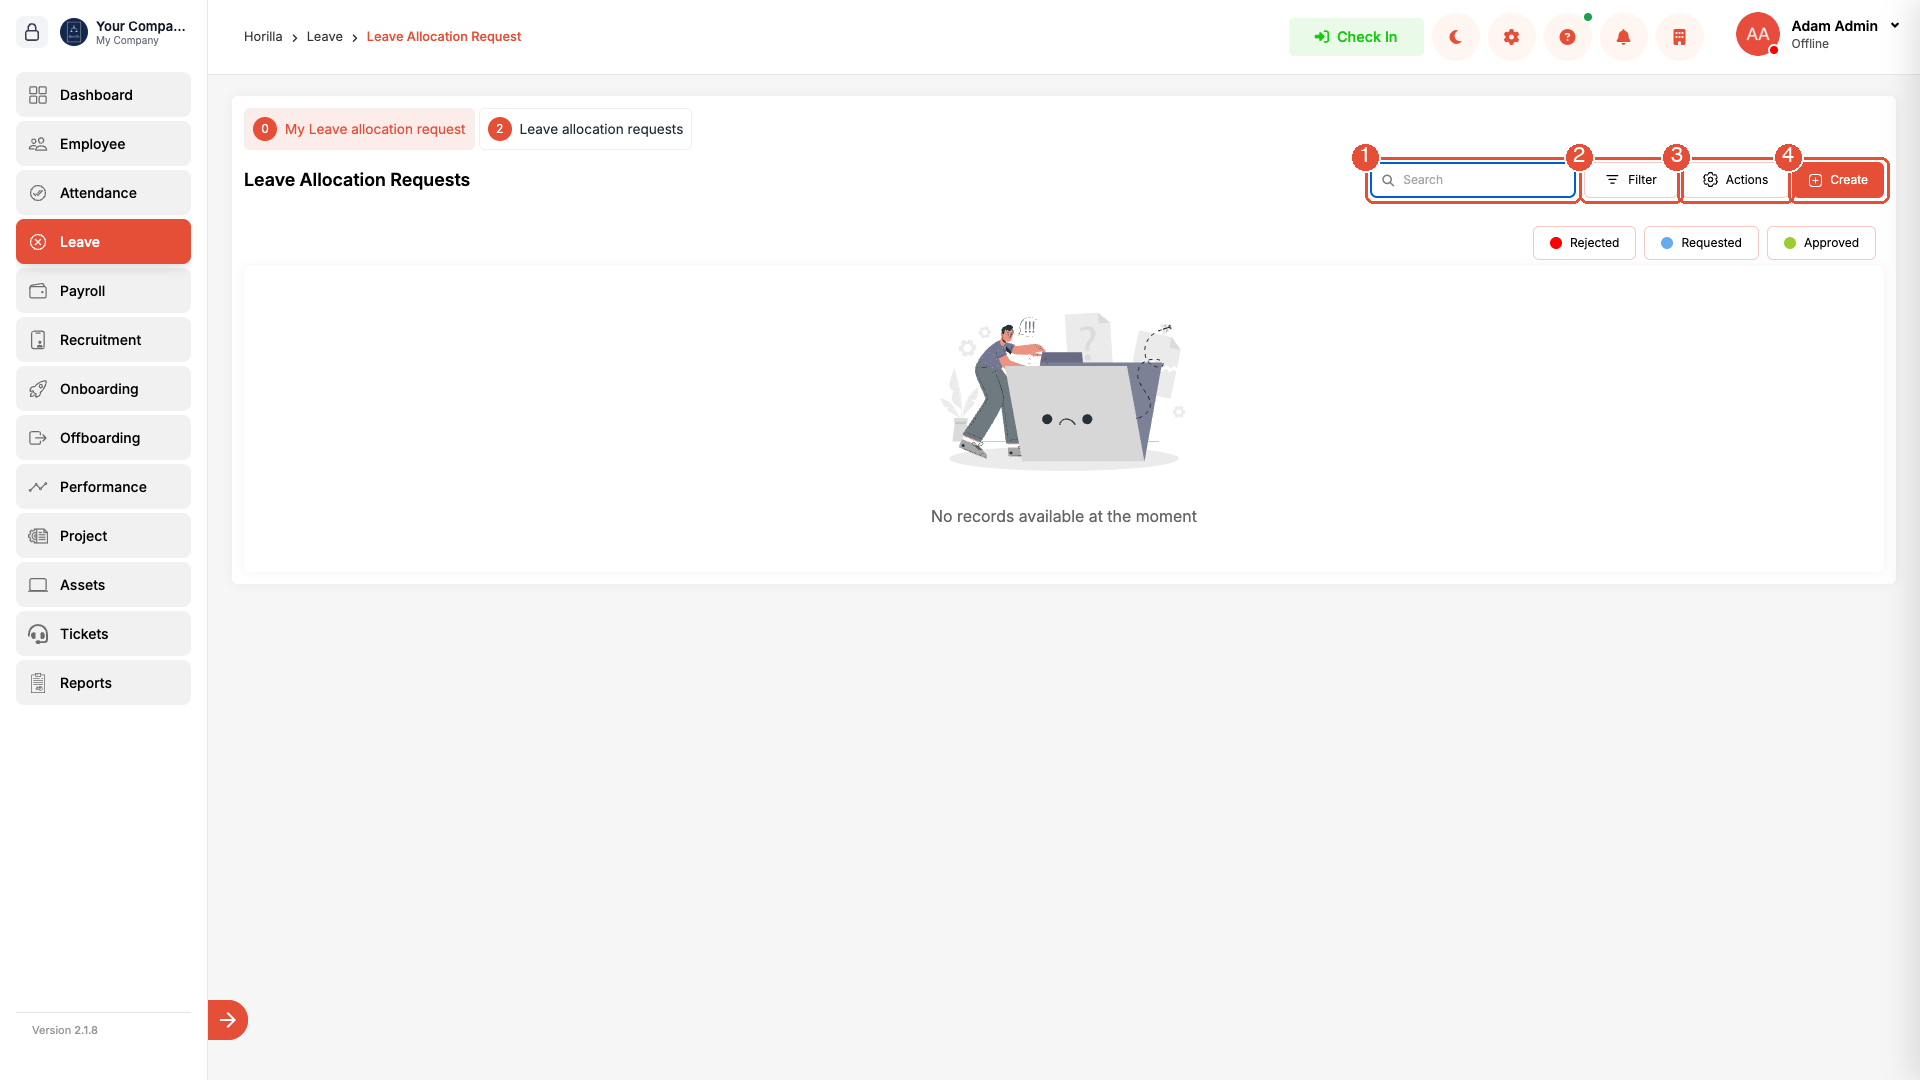 Your Compa...
My Company
Horilla
Leave
Leave Allocation Request
Check In
?
AA
Adam Admin
Offline
Dashboard
Employee
Attendance
Leave
Payroll
Recruitment
Onboarding
Offboarding
Performance
Project
Assets
Tickets
Reports
Version 2.1.8
0 My Leave allocation request
2 Leave allocation requests
Leave Allocation Requests
1 Search
2 Filter
3 Actions
4 Create
Rejected
Requested
Approved
!!!
?
No records available at the moment